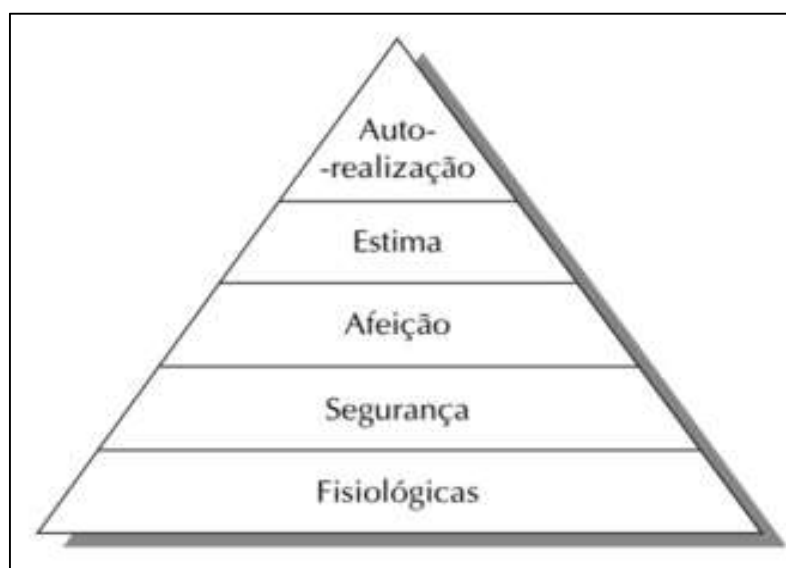 Auto-
-realização
Estima
Afeição
Segurança
Fisiológicas